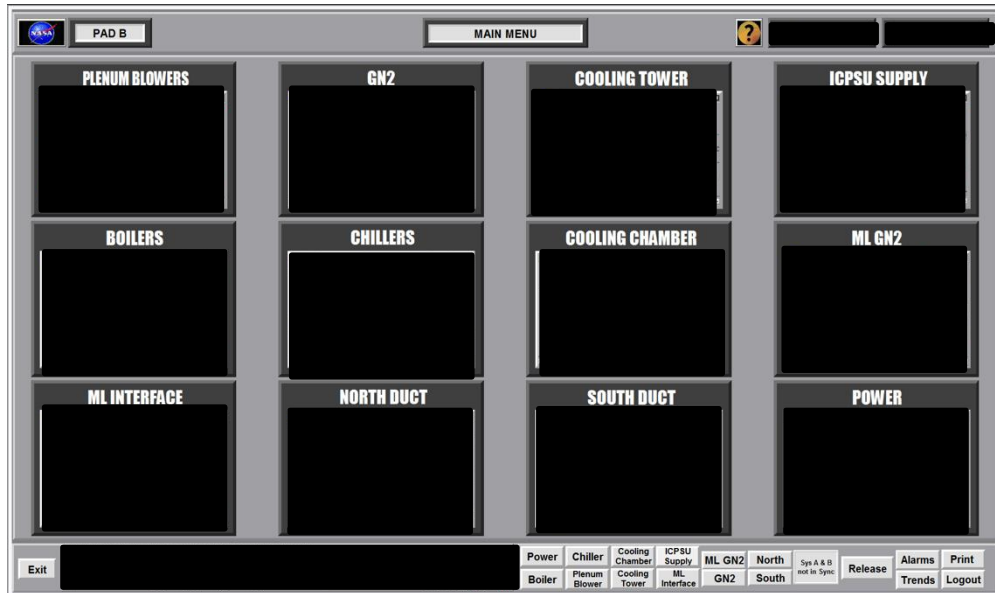 NASA
PAD B
MAIN MENU
?
PLENUM BLOWERS
GN2
COOLING TOWER
ICPSU SUPPLY
BOILERS
CHILLERS
COOLING CHAMBER
ML GN2
ML INTERFACE
NORTH DUCT
SOUTH DUCT
POWER
Exit
Power
Chiller
Cooling
Chamber
ICPSU
Supply
ML GN2
North
Sys A & B
not in Sync
Release
Alarms
Print
Boiler
Plenum
Blower
Cooling
Tower
ML
Interface
GN2
South
Trends
Logout